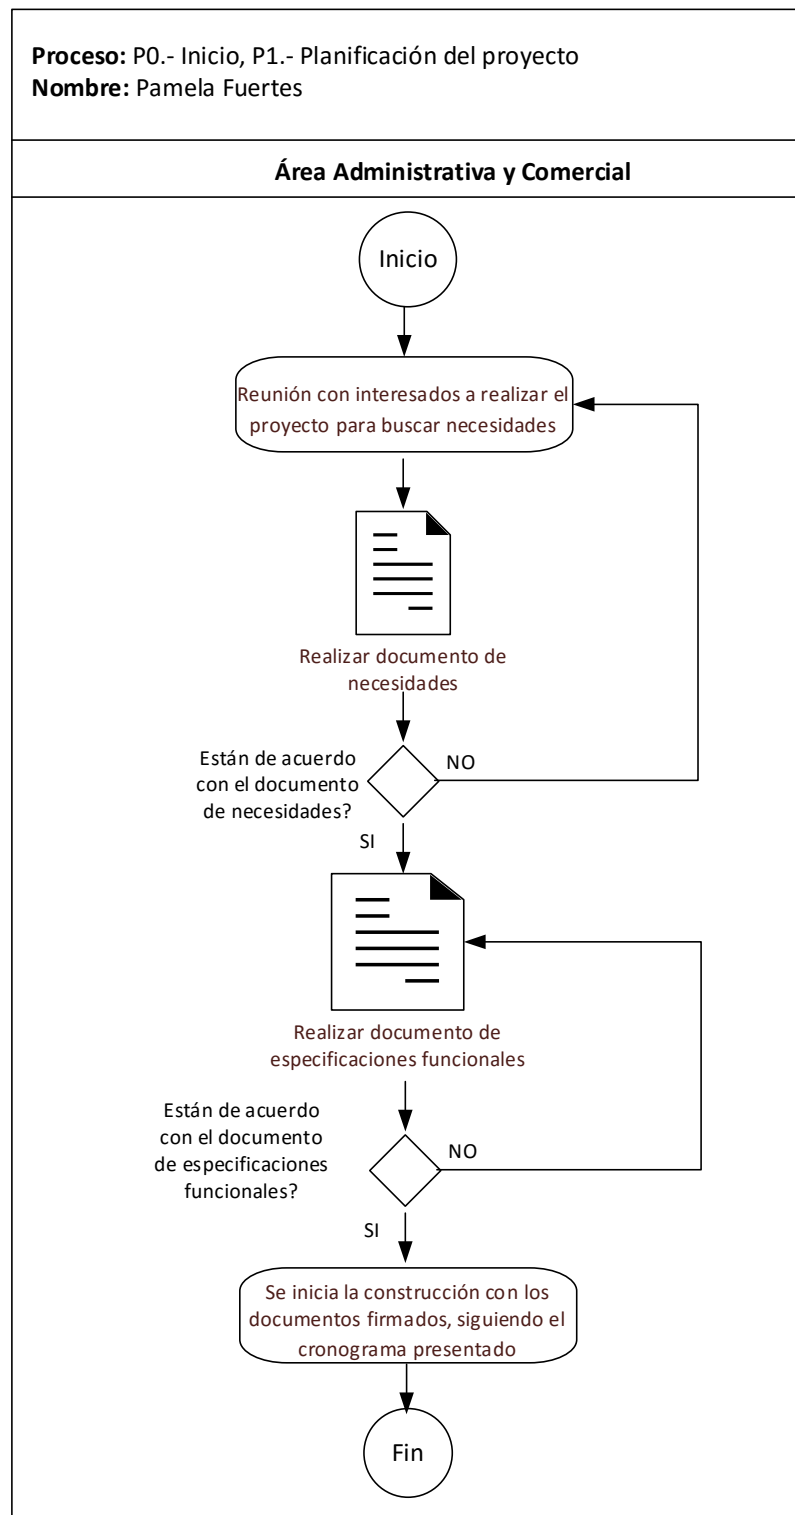 Proceso: P0.- Inicio, P1.- Planificación del proyecto
Nombre: Pamela Fuertes
Área Administrativa y Comercial
Inicio
Reunión con interesados a realizar el
proyecto para buscar necesidades
Realizar documento de
necesidades
Están de acuerdo
con el documento
de necesidades?
NO
SI
Realizar documento de
especificaciones funcionales
Están de acuerdo
con el documento
de especificaciones
funcionales?
NO
SI
Se inicia la construcción con los
documentos firmados, siguiendo el
cronograma presentado
Fin